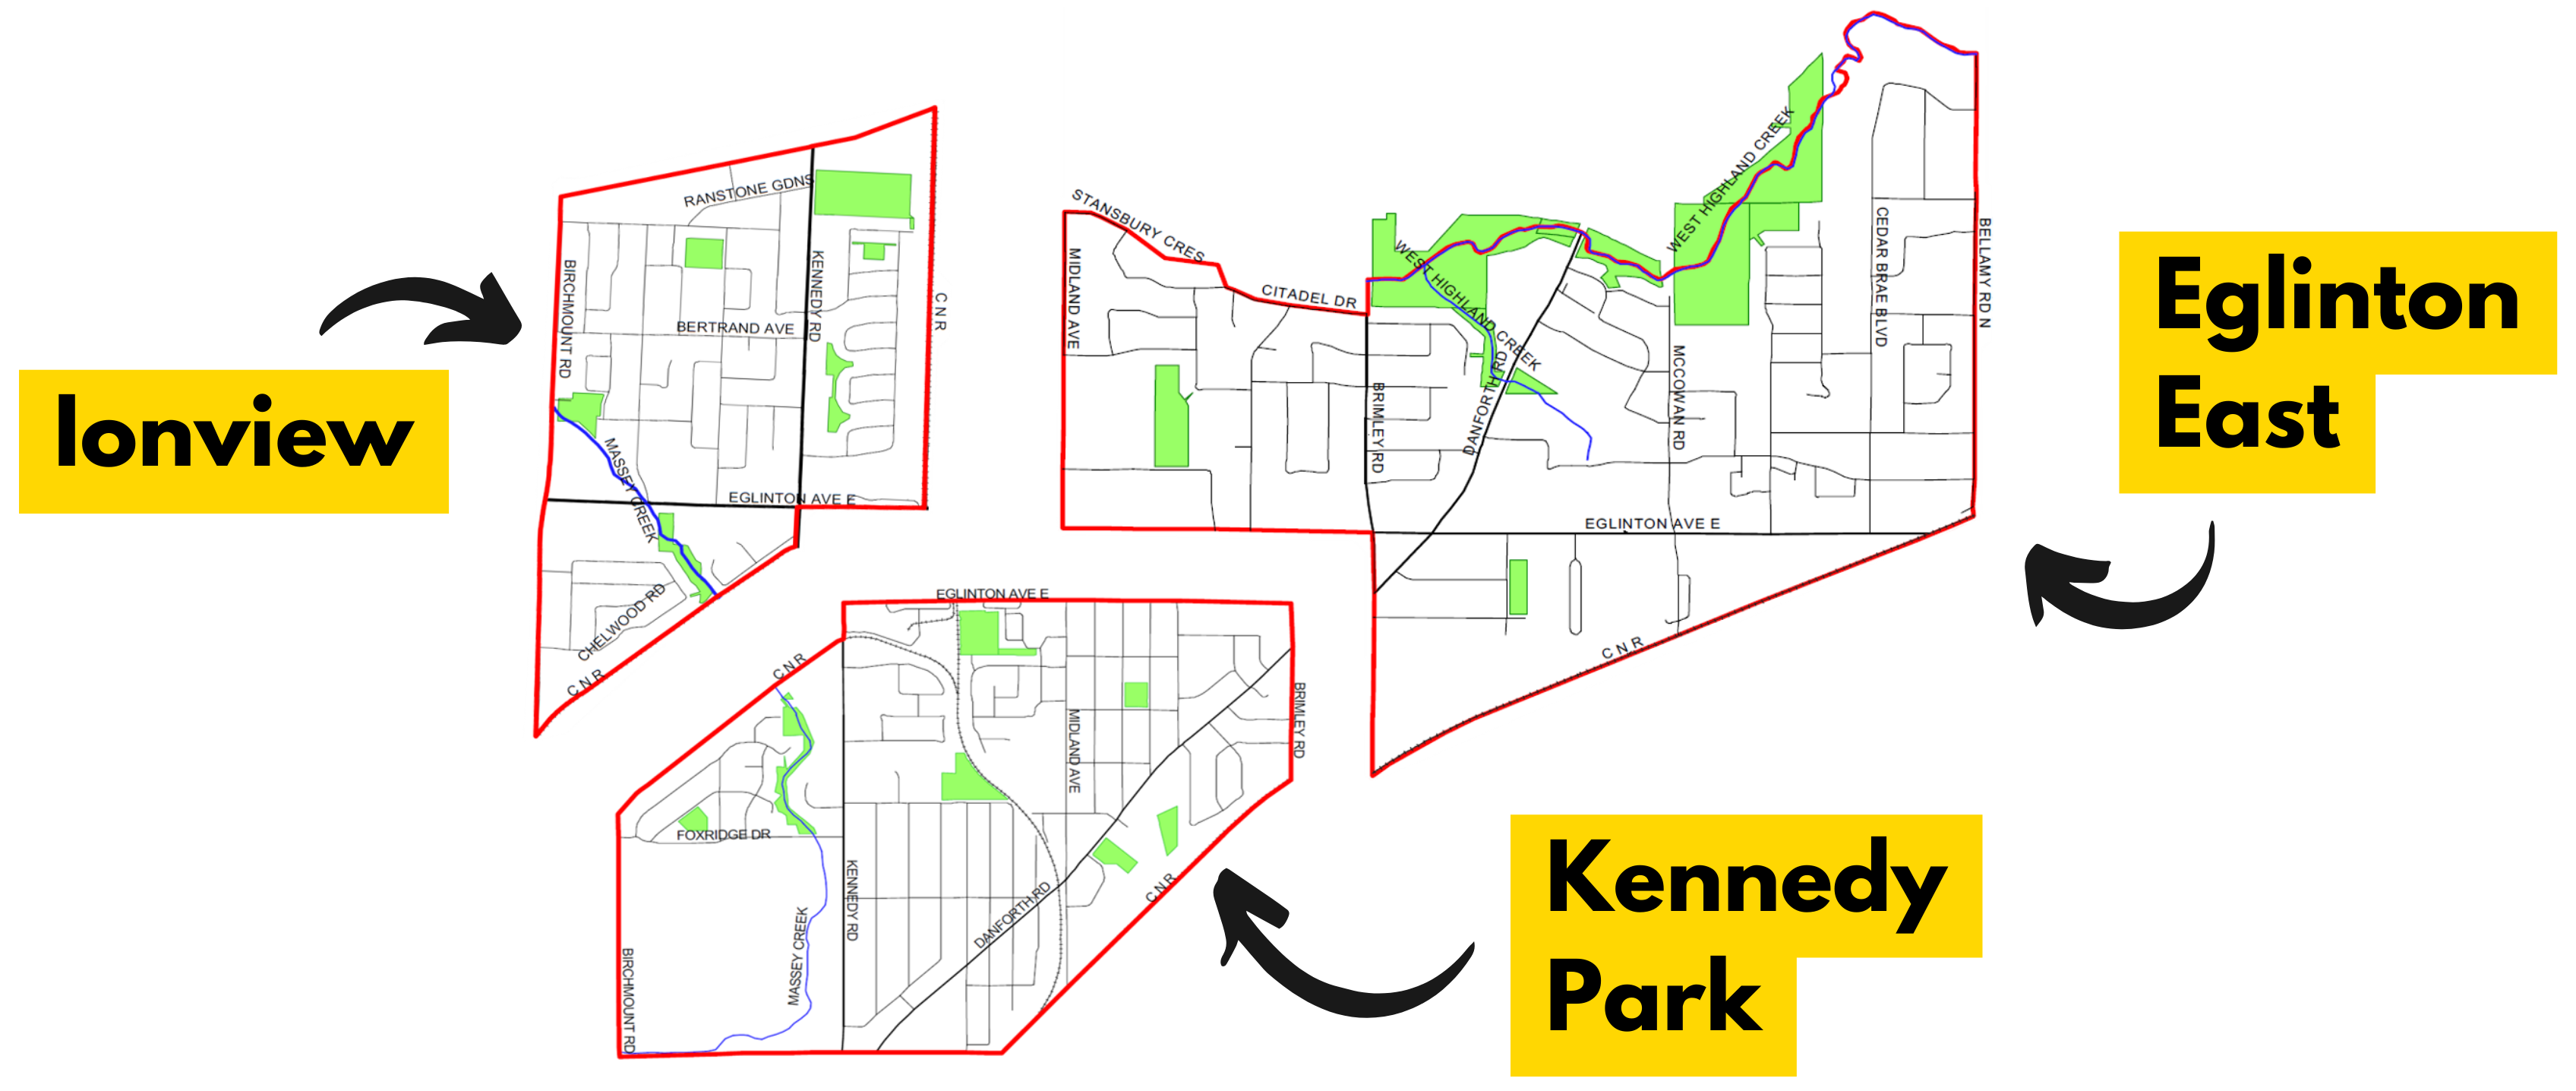 Ionview
RANSTONE GDNS
BIRCHMOUNT RD
KENNEDY RD
C N R
BERTRAND AVE
MASSEY CREEK
EGLINTON AVE E
CHELWOOD RD
C N R
STANSBURY CRES
MIDLAND AVE
CITADEL DR
WEST HIGHLAND CREEK
WEST HIGHLAND CREEK
BRIMLEY RD
DANFORTH RD
MCCOWAN RD
CEDAR BRAE BLVD
BELLAMY RD N
EGLINTON AVE E
C N R
Eglinton
East
EGLINTON AVE E
C N R
MIDLAND AVE
BRIMLEY RD
FOXRIDGE DR
KENNEDY RD
DANFORTH RD
C N R
MASSEY CREEK
BIRCHMOUNT RD
Kennedy
Park